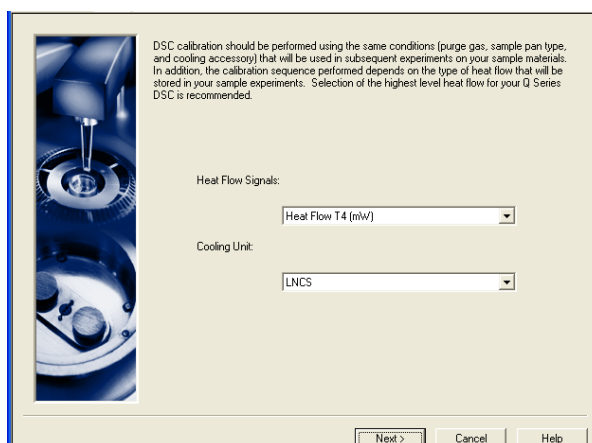 DSC calibration should be performed using the same conditions (purge gas, sample pan type,
and cooling accessory) that will be used in subsequent experiments on your sample materials.
In addition, the calibration sequence performed depends on the type of heat flow that will be
stored in your sample experiments. Selection of the highest level heat flow for your Q Series
DSC is recommended.
Heat Flow Signals:
Heat Flow T4 (mW)
Cooling Unit:
LNCS
Next >
Cancel
Help